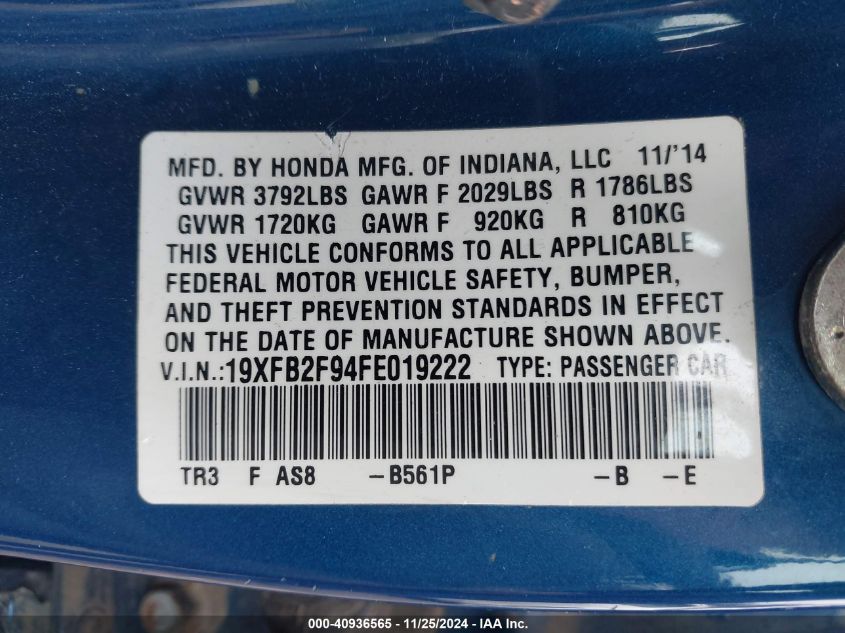 MFD. BY HONDA MFG. OF INDIANA, LLC 11/'14
GVWR 3792LBS GAWR F 2029LBS R 1786LBS
GVWR 1720KG GAWR F 920KG R 810KG
THIS VEHICLE CONFORMS TO ALL APPLICABLE
FEDERAL MOTOR VEHICLE SAFETY, BUMPER,
AND THEFT PREVENTION STANDARDS IN EFFECT
ON THE DATE OF MANUFACTURE SHOWN ABOVE.
V.I.N.:19XFB2F94FE019222 TYPE: PASSENGER CAR
TR3 F AS8 -B561P -B -E
000-40936565 - 11/25/2024 - IAA Inc.